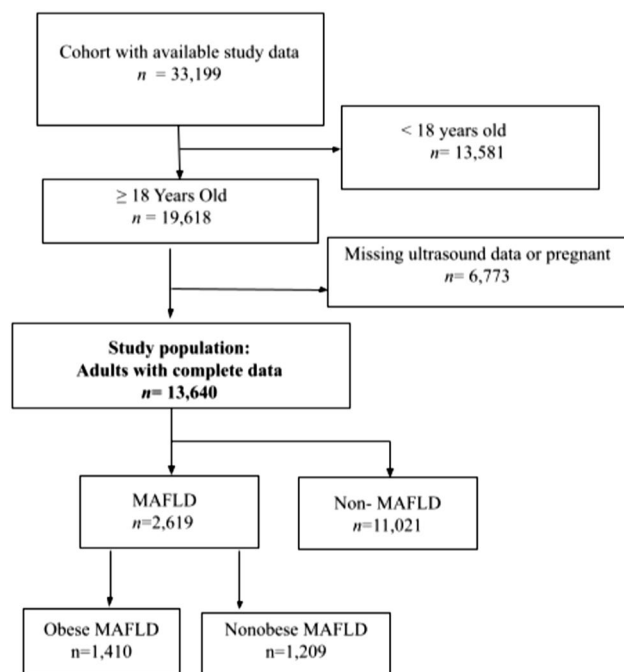 Cohort with available study data
n = 33,199
< 18 years old
n= 13,581
≥ 18 Years Old
n = 19,618
Missing ultrasound data or pregnant
n= 6,773
Study population:
Adults with complete data
n= 13,640
MAFLD
n=2,619
Non- MAFLD
n=11,021
Obese MAFLD
n=1,410
Nonobese MAFLD
n=1,209